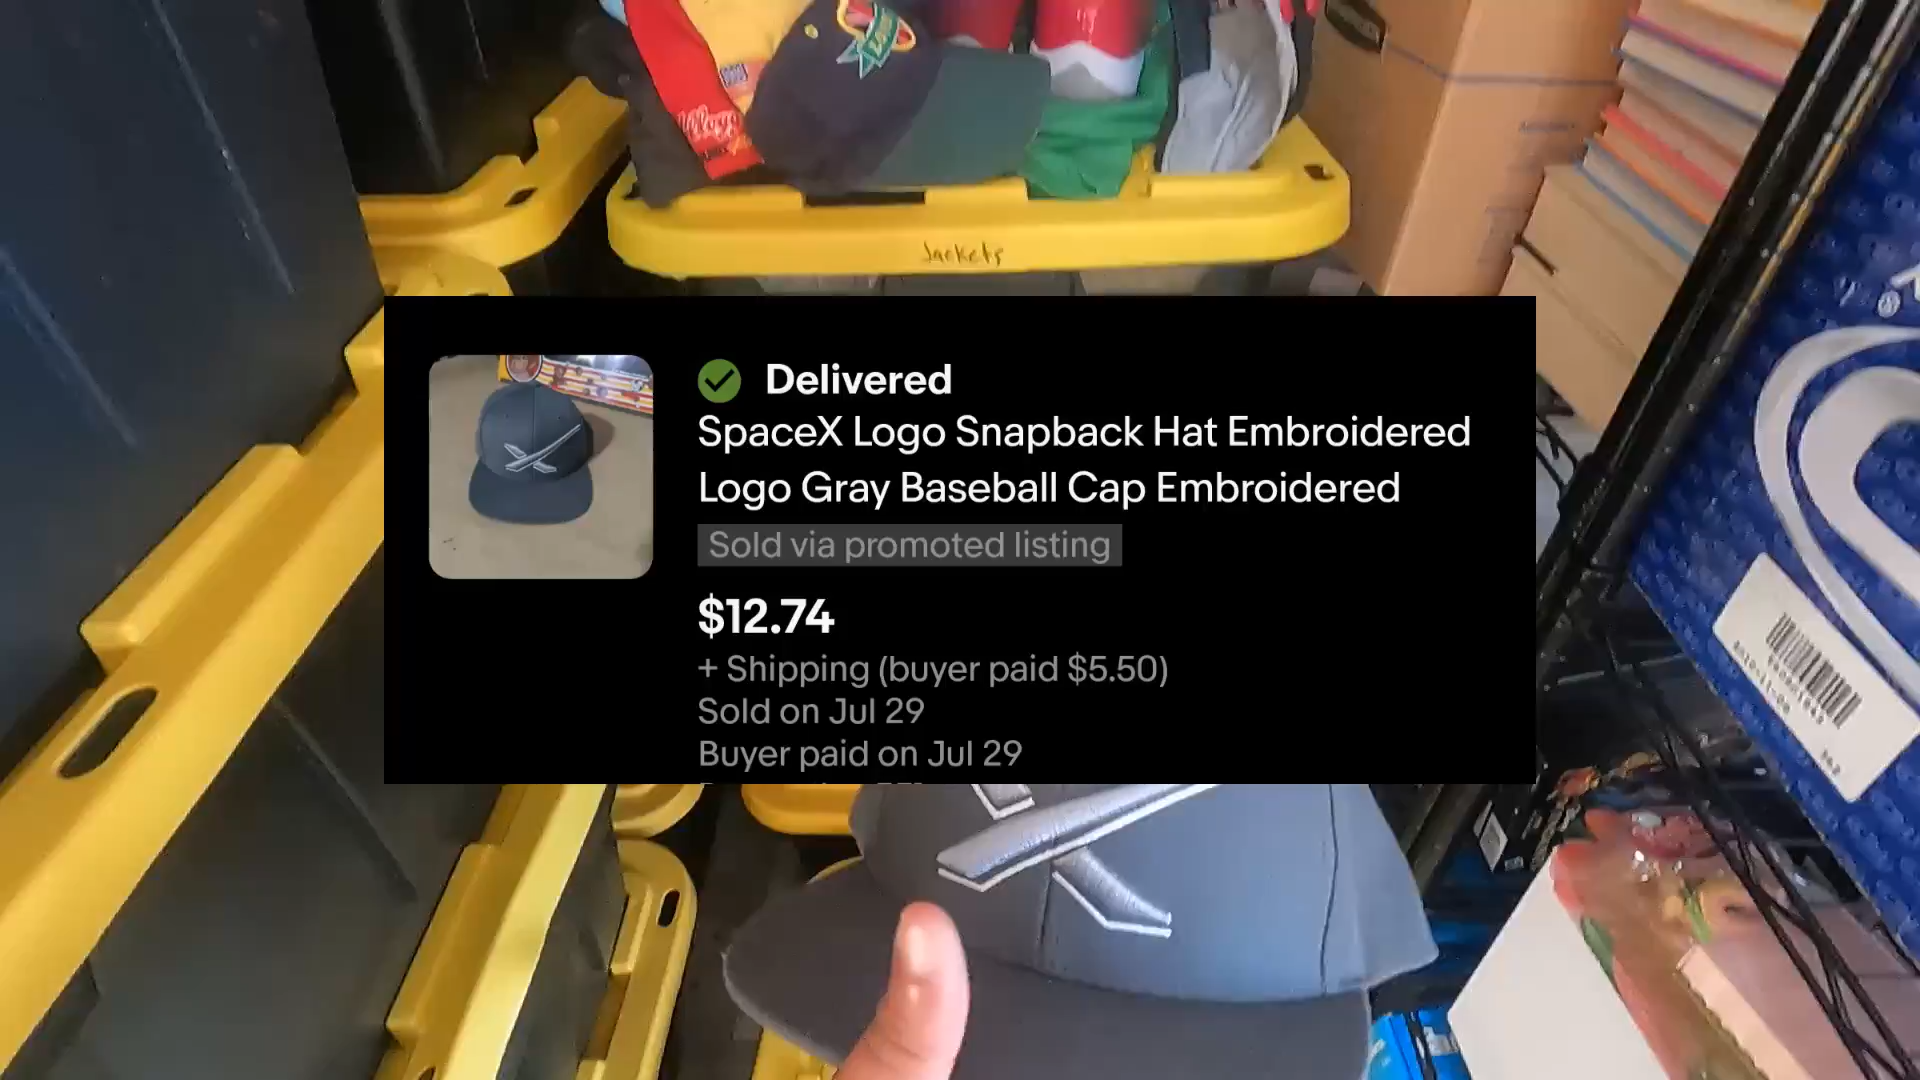 Kellogg's
Jackets
Delivered
SpaceX Logo Snapback Hat Embroidered
Logo Gray Baseball Cap Embroidered
Sold via promoted listing
$12.74
+ Shipping (buyer paid $5.50)
Sold on Jul 29
Buyer paid on Jul 29